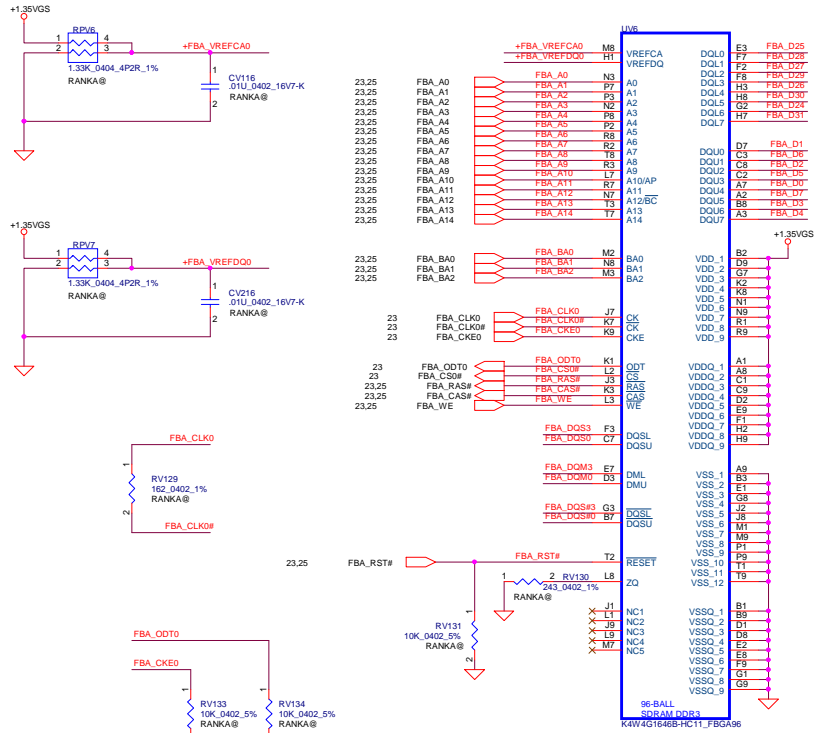 +1.35VGS
RPV6
1 4
2 3
+FBA_VREFCA0
1.33K_0404_4P2R_1%
RANKA@
1
CV116
.01U_0402_16V7-K
2
RANKA@
+1.35VGS
RPV7
1 4
2 3
+FBA_VREFDQ0
1.33K_0404_4P2R_1%
RANKA@
1
CV216
.01U_0402_16V7-K
2
RANKA@
FBA_CLK0
1
RV129
162_0402_1%
RANKA@
2
FBA_CLK0#
FBA_ODT0
FBA_CKE0
1 1
RV133 RV134
10K_0402_5% 10K_0402_5%
RANKA@ RANKA@
UV6
+FBA_VREFCA0 M8 VREFCA
+FBA_VREFDQ0 H1 VREFDQ
23,25 FBA_A0 FBA_A0 N3 A0
23,25 FBA_A1 FBA_A1 P7 A1
23,25 FBA_A2 FBA_A2 P3 A2
23,25 FBA_A3 FBA_A3 N2 A3
23,25 FBA_A4 FBA_A4 P8 A4
23,25 FBA_A5 FBA_A5 P2 A5
23,25 FBA_A6 FBA_A6 R8 A6
23,25 FBA_A7 FBA_A7 R2 A7
23,25 FBA_A8 FBA_A8 T8 A8
23,25 FBA_A9 FBA_A9 R3 A9
23,25 FBA_A10 FBA_A10 L7 A10/AP
23,25 FBA_A11 FBA_A11 R7 A11
23,25 FBA_A12 FBA_A12 N7 A12/BC
23,25 FBA_A13 FBA_A13 T3 A13
23,25 FBA_A14 FBA_A14 T7 A14
23,25 FBA_BA0 FBA_BA0 M2 BA0
23,25 FBA_BA1 FBA_BA1 N8 BA1
23,25 FBA_BA2 FBA_BA2 M3 BA2
23 FBA_CLK0 FBA_CLK0 J7 CK
23 FBA_CLK0# FBA_CLK0# K7 CK
23 FBA_CKE0 FBA_CKE0 K9 CKE
23 FBA_ODT0 FBA_ODT0 K1 ODT
23 FBA_CS0# FBA_CS0# L2 CS
23,25 FBA_RAS# FBA_RAS# J3 RAS
23,25 FBA_CAS# FBA_CAS# K3 CAS
23,25 FBA_WE FBA_WE L3 WE
FBA_DQS3 F3 DQSL
FBA_DQS0 C7 DQSU
FBA_DQM3 E7 DML
FBA_DQM0 D3 DMU
FBA_DQS#3 G3 DQSL
FBA_DQS#0 B7 DQSU
23,25 FBA_RST# FBA_RST# T2 RESET
1 2 RV130 L8 ZQ
243_0402_1%
RANKA@
1
RV131
10K_0402_5%
RANKA@
2
J1 NC1
L1 NC2
J9 NC3
L9 NC4
M7 NC5
DQL0 E3 FBA_D25
DQL1 F7 FBA_D28
DQL2 F2 FBA_D27
DQL3 F8 FBA_D29
DQL4 H3 FBA_D26
DQL5 H8 FBA_D30
DQL6 G2 FBA_D24
DQL7 H7 FBA_D31
DQU0 D7 FBA_D1
DQU1 C3 FBA_D6
DQU2 C8 FBA_D2
DQU3 C2 FBA_D5
DQU4 A7 FBA_D0
DQU5 A2 FBA_D7
DQU6 B8 FBA_D3
DQU7 A3 FBA_D4
+1.35VGS
VDD_1 B2
VDD_2 D9
VDD_3 G7
VDD_4 K2
VDD_5 K8
VDD_6 N1
VDD_7 N9
VDD_8 R1
VDD_9 R9
VDDQ_1 A1
VDDQ_2 A8
VDDQ_3 C1
VDDQ_4 C9
VDDQ_5 D2
VDDQ_6 E9
VDDQ_7 F1
VDDQ_8 H2
VDDQ_9 H9
VSS_1 A9
VSS_2 B3
VSS_3 E1
VSS_4 G8
VSS_5 J2
VSS_6 J8
VSS_7 M1
VSS_8 M9
VSS_9 P1
VSS_10 P9
VSS_11 T1
VSS_12 T9
VSSQ_1 B1
VSSQ_2 B9
VSSQ_3 D1
VSSQ_4 D8
VSSQ_5 E2
VSSQ_6 E8
VSSQ_7 F9
VSSQ_8 G1
VSSQ_9 G9
96-BALL
SDRAM DDR3
K4W4G1646B-HC11_FBGA96